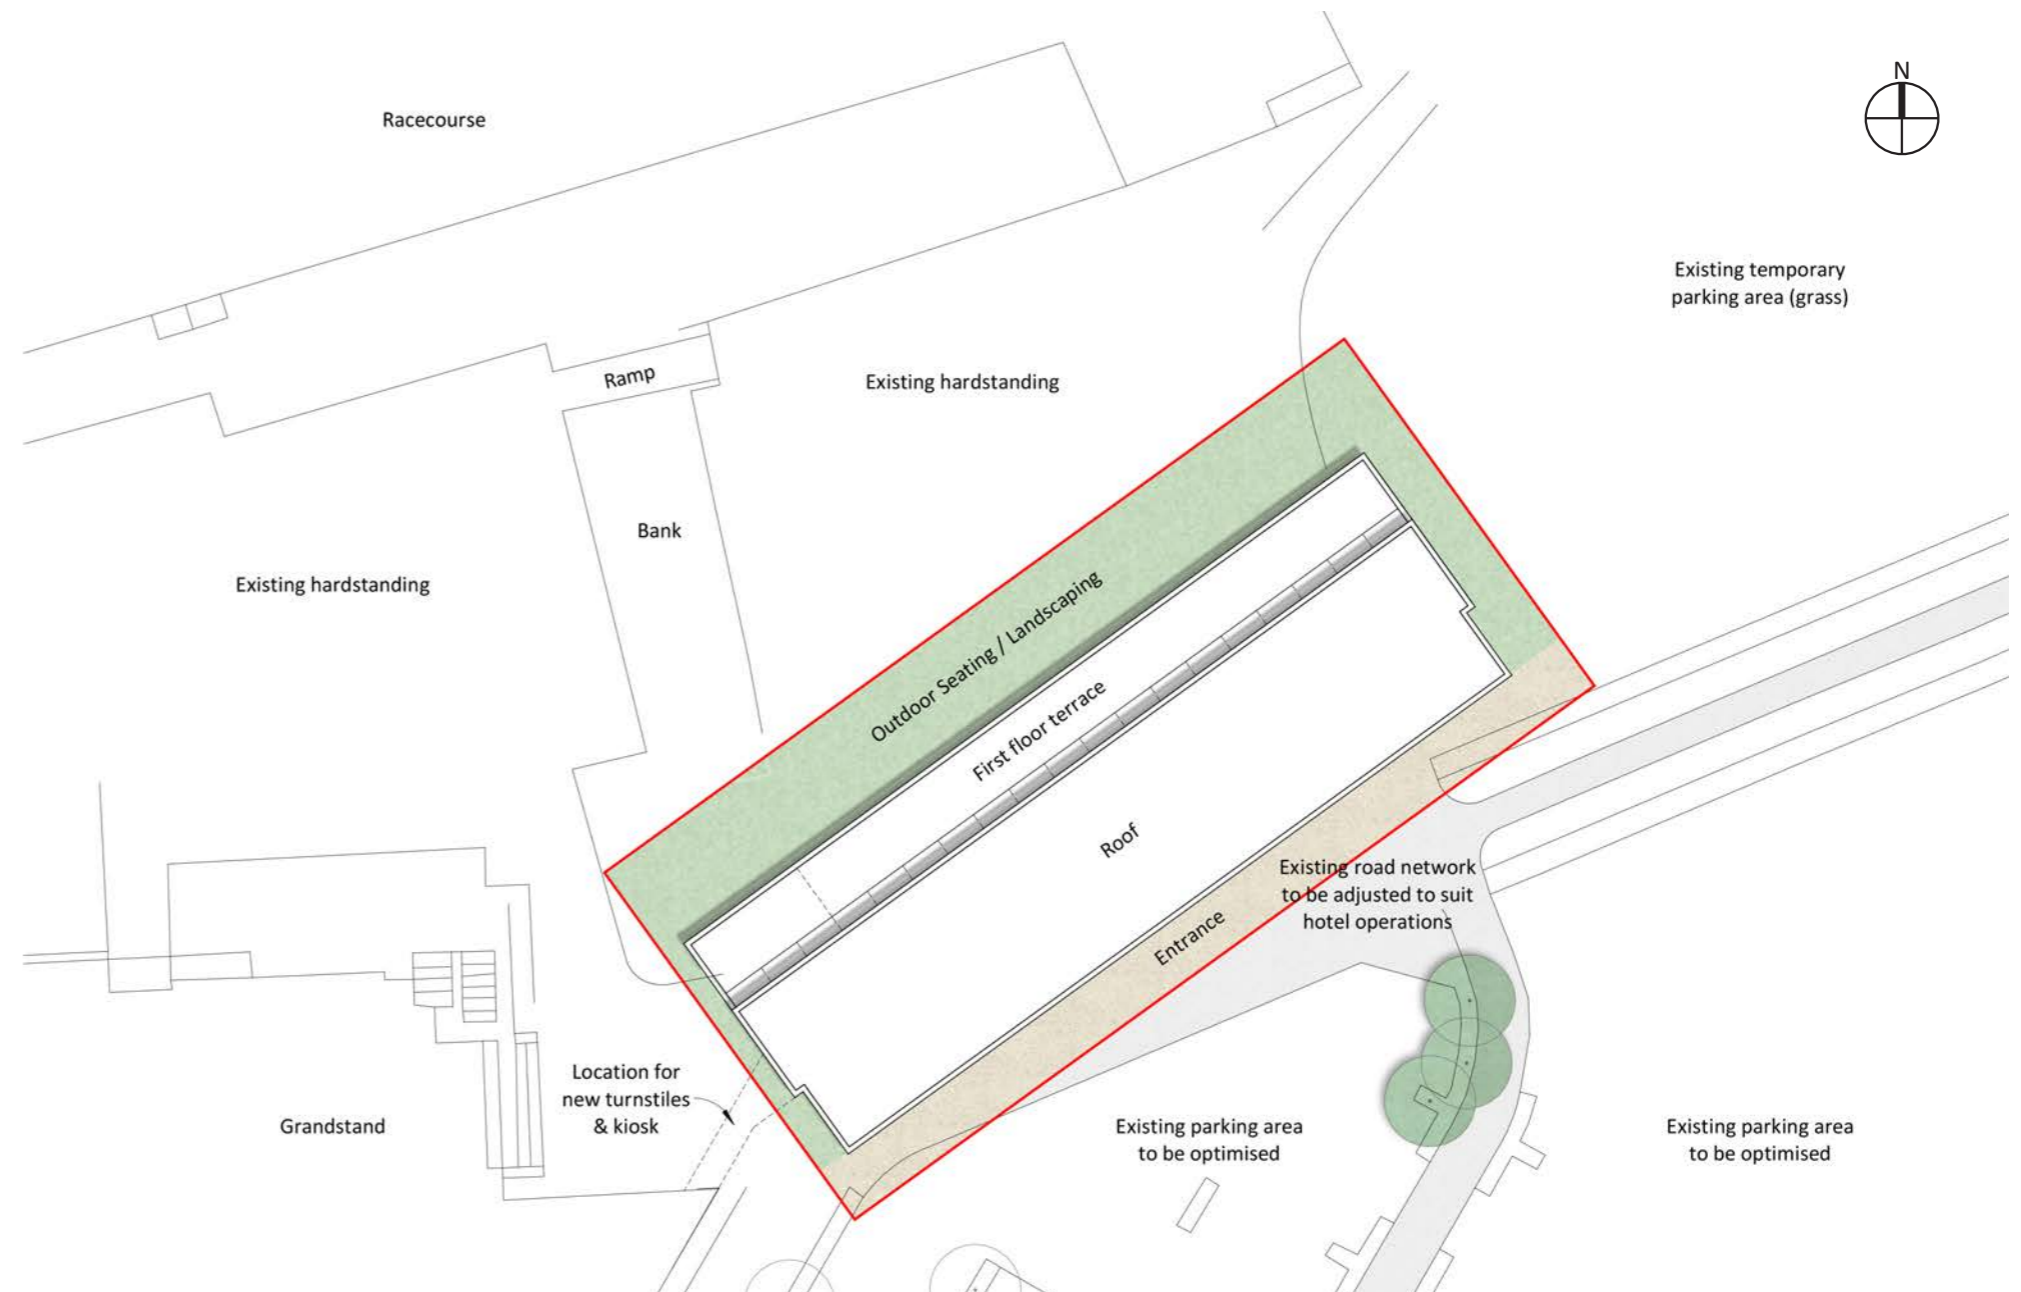 N
Racecourse
Existing temporary
parking area (grass)
Ramp
Existing hardstanding
Bank
Existing hardstanding
Outdoor Seating / Landscaping
First floor terrace
Roof
Existing road network
to be adjusted to suit
hotel operations
Entrance
Location for
new turnstiles
& kiosk
Grandstand
Existing parking area
to be optimised
Existing parking area
to be optimised